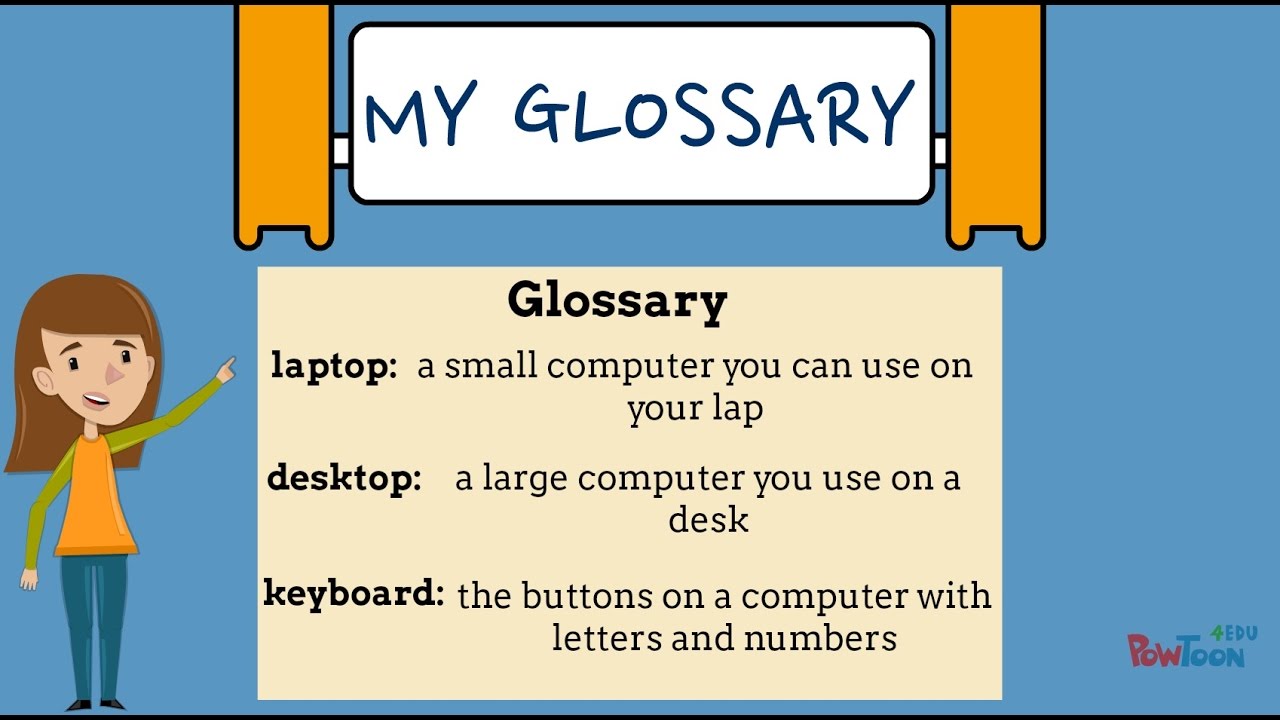 MY GLOSSARY
Glossary
laptop: a small computer you can use on
your lap
desktop: a large computer you use on a
desk
keyboard: the buttons on a computer with
letters and numbers
4EDU
POWTOON